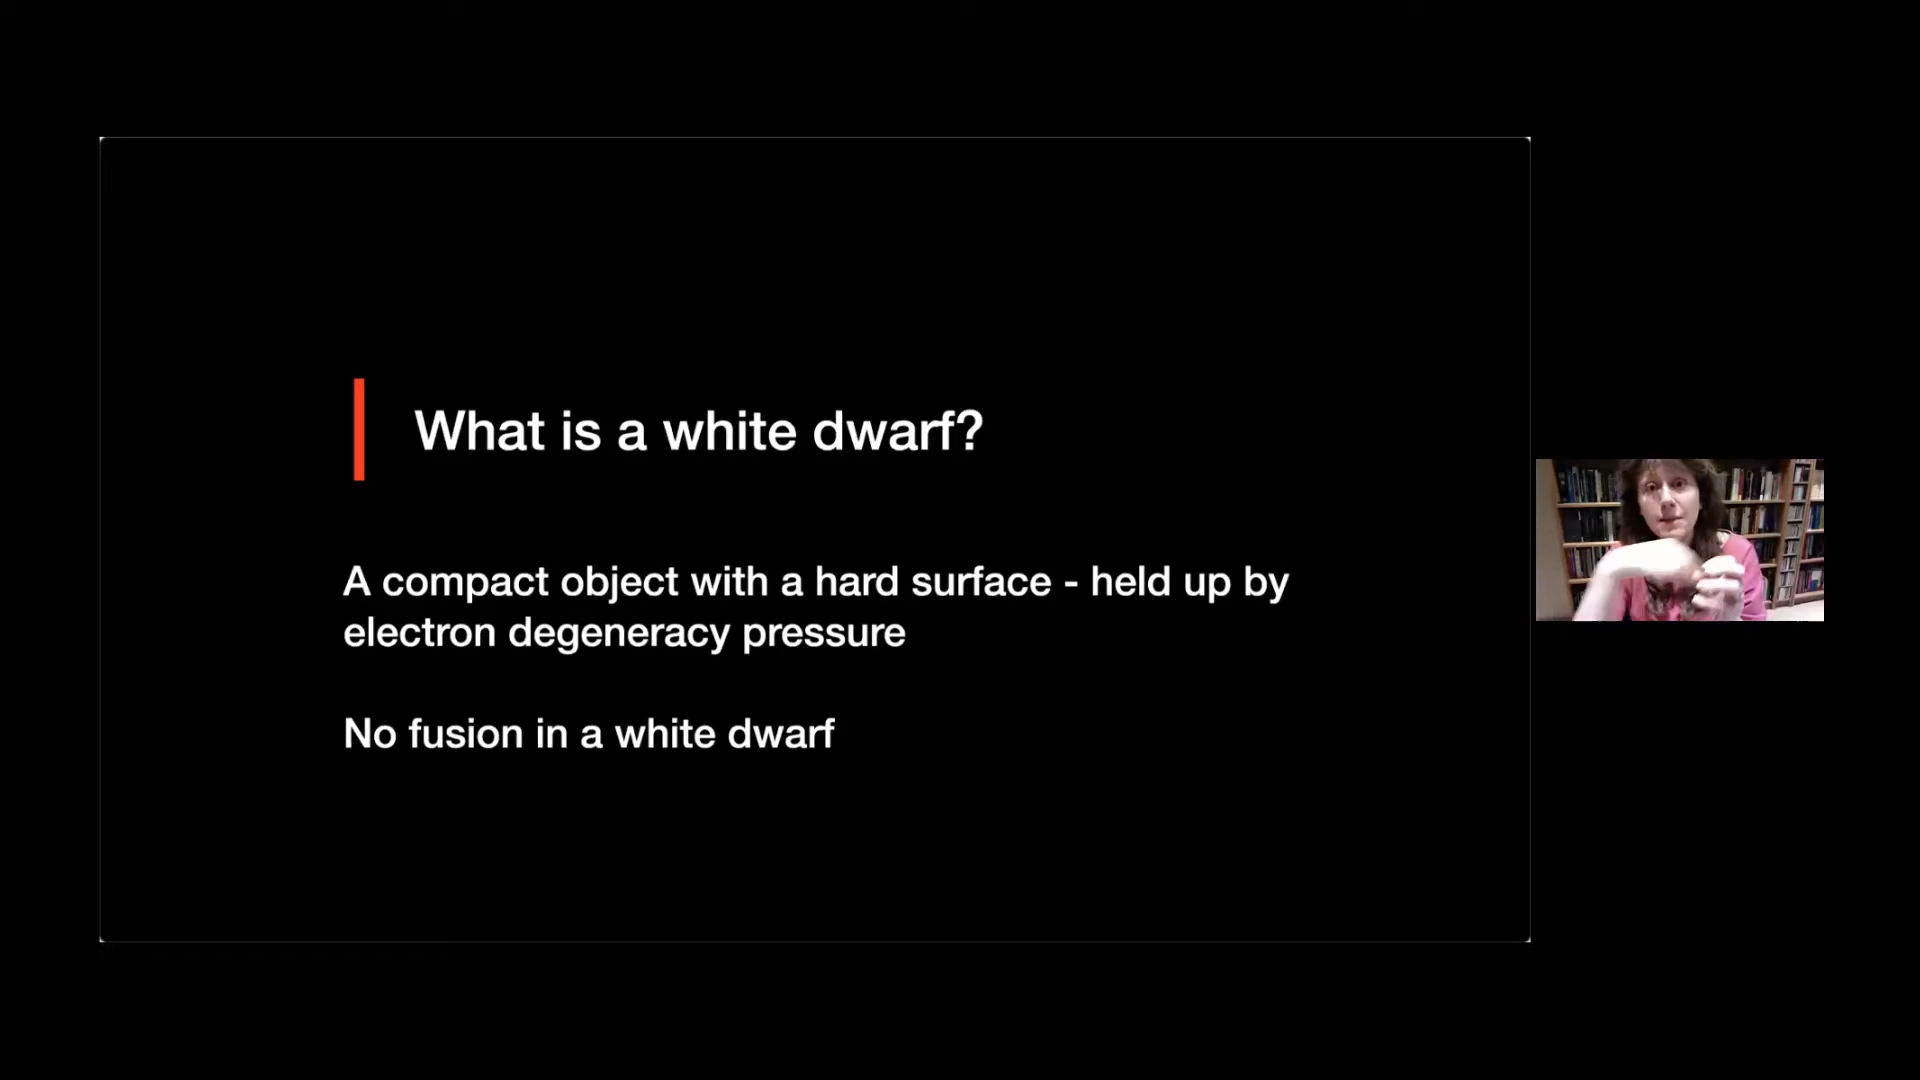 What is a white dwarf?
A compact object with a hard surface - held up by
electron degeneracy pressure
No fusion in a white dwarf